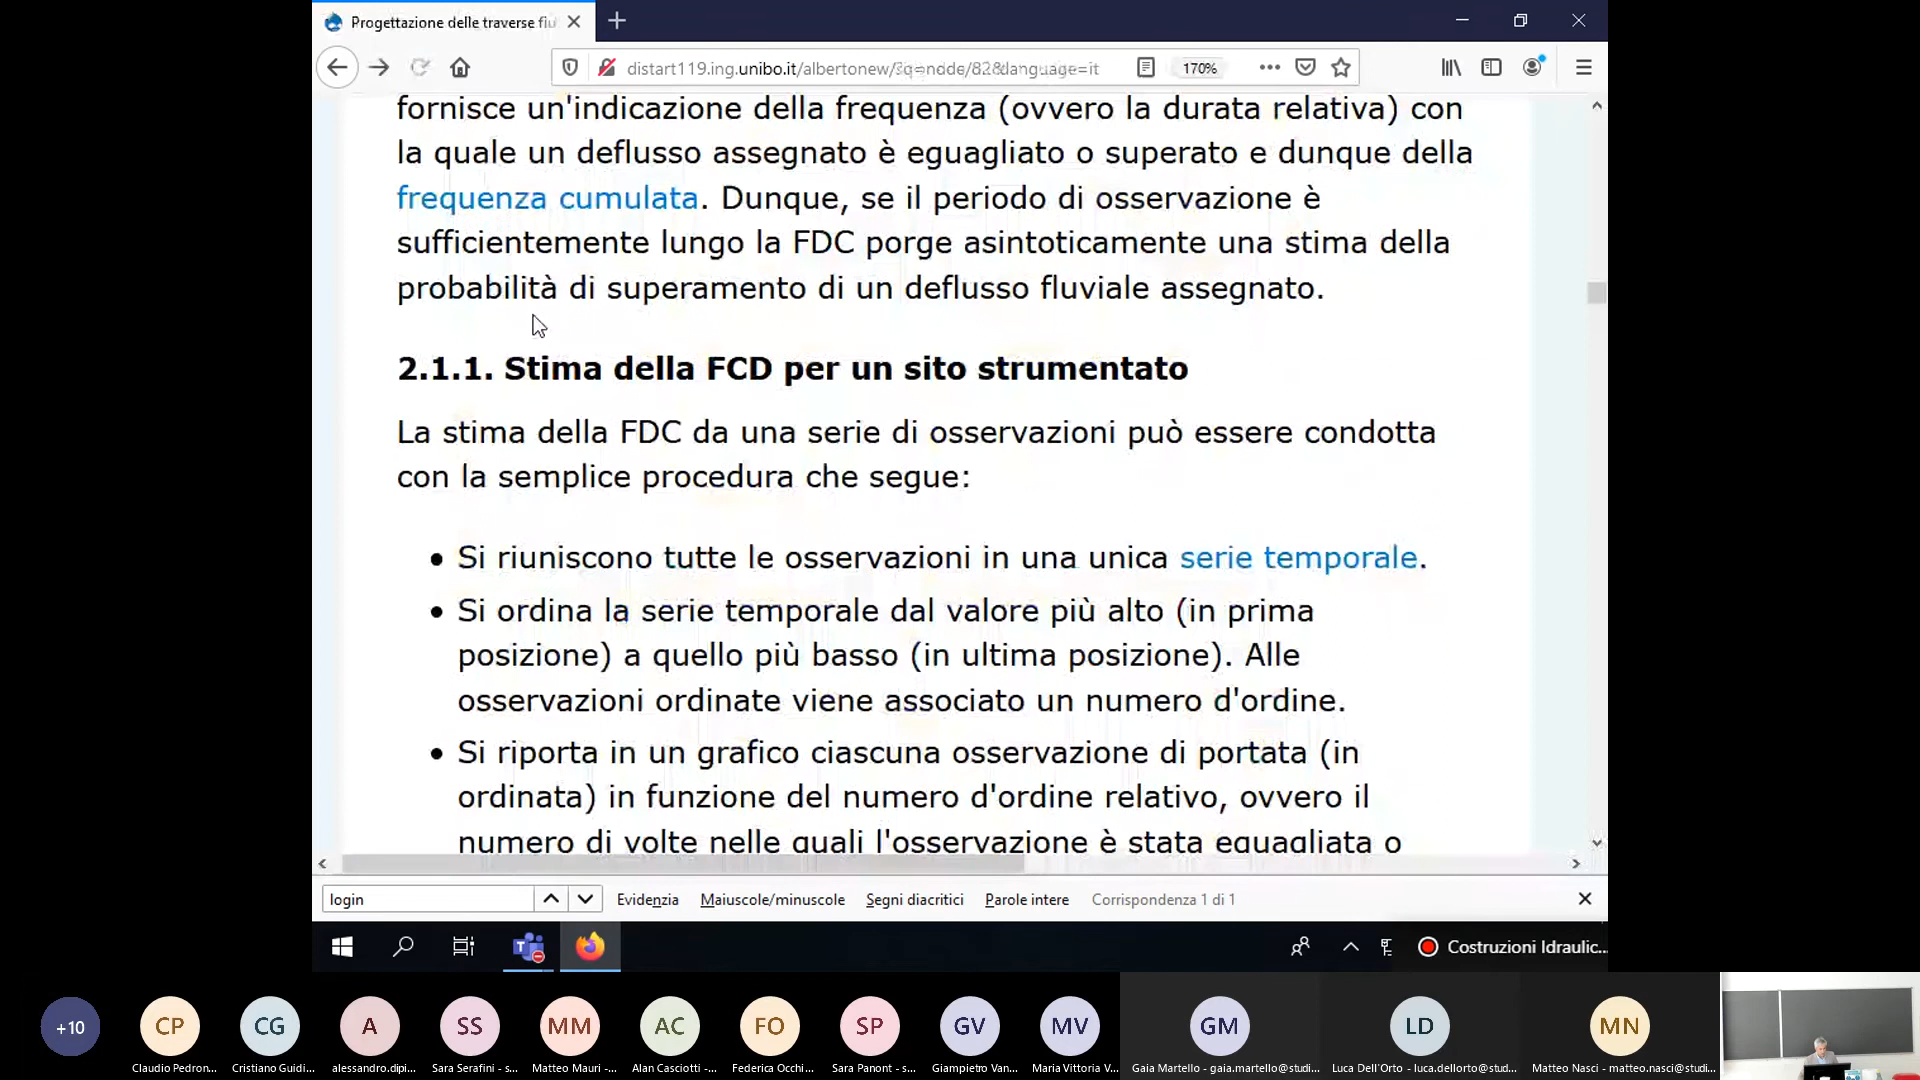 Progettazione delle traverse fiu
distart119.ing.unibo.it/albertonew/?q=node/82&language=it
170%
fornisce un'indicazione della frequenza (ovvero la durata relativa) con
la quale un deflusso assegnato è eguagliato o superato e dunque della
frequenza cumulata. Dunque, se il periodo di osservazione è
sufficientemente lungo la FDC porge asintoticamente una stima della
probabilità di superamento di un deflusso fluviale assegnato.
2.1.1. Stima della FCD per un sito strumentato
La stima della FDC da una serie di osservazioni può essere condotta
con la semplice procedura che segue:
• Si riuniscono tutte le osservazioni in una unica serie temporale.
• Si ordina la serie temporale dal valore più alto (in prima
posizione) a quello più basso (in ultima posizione). Alle
osservazioni ordinate viene associato un numero d'ordine.
• Si riporta in un grafico ciascuna osservazione di portata (in
ordinata) in funzione del numero d'ordine relativo, ovvero il
numero di volte nelle quali l'osservazione è stata eguagliata o
login
Evidenzia
Maiuscole/minuscole
Segni diacritici
Parole intere
Corrispondenza 1 di 1
Costruzioni Idraulic...
+10
CP
CG
A
SS
MM
AC
FO
SP
GV
MV
GM
LD
MN
Claudio Pedron...
Cristiano Guidi...
alessandro.dipi...
Sara Serafini - s...
Matteo Mauri -...
Alan Casciotti -...
Federica Occhi...
Sara Panont - s...
Giampietro Van...
Maria Vittoria V...
Gaia Martello - gaia.martello@studi...
Luca Dell'Orto - luca.dellorto@stud...
Matteo Nasci - matteo.nasci@studi...